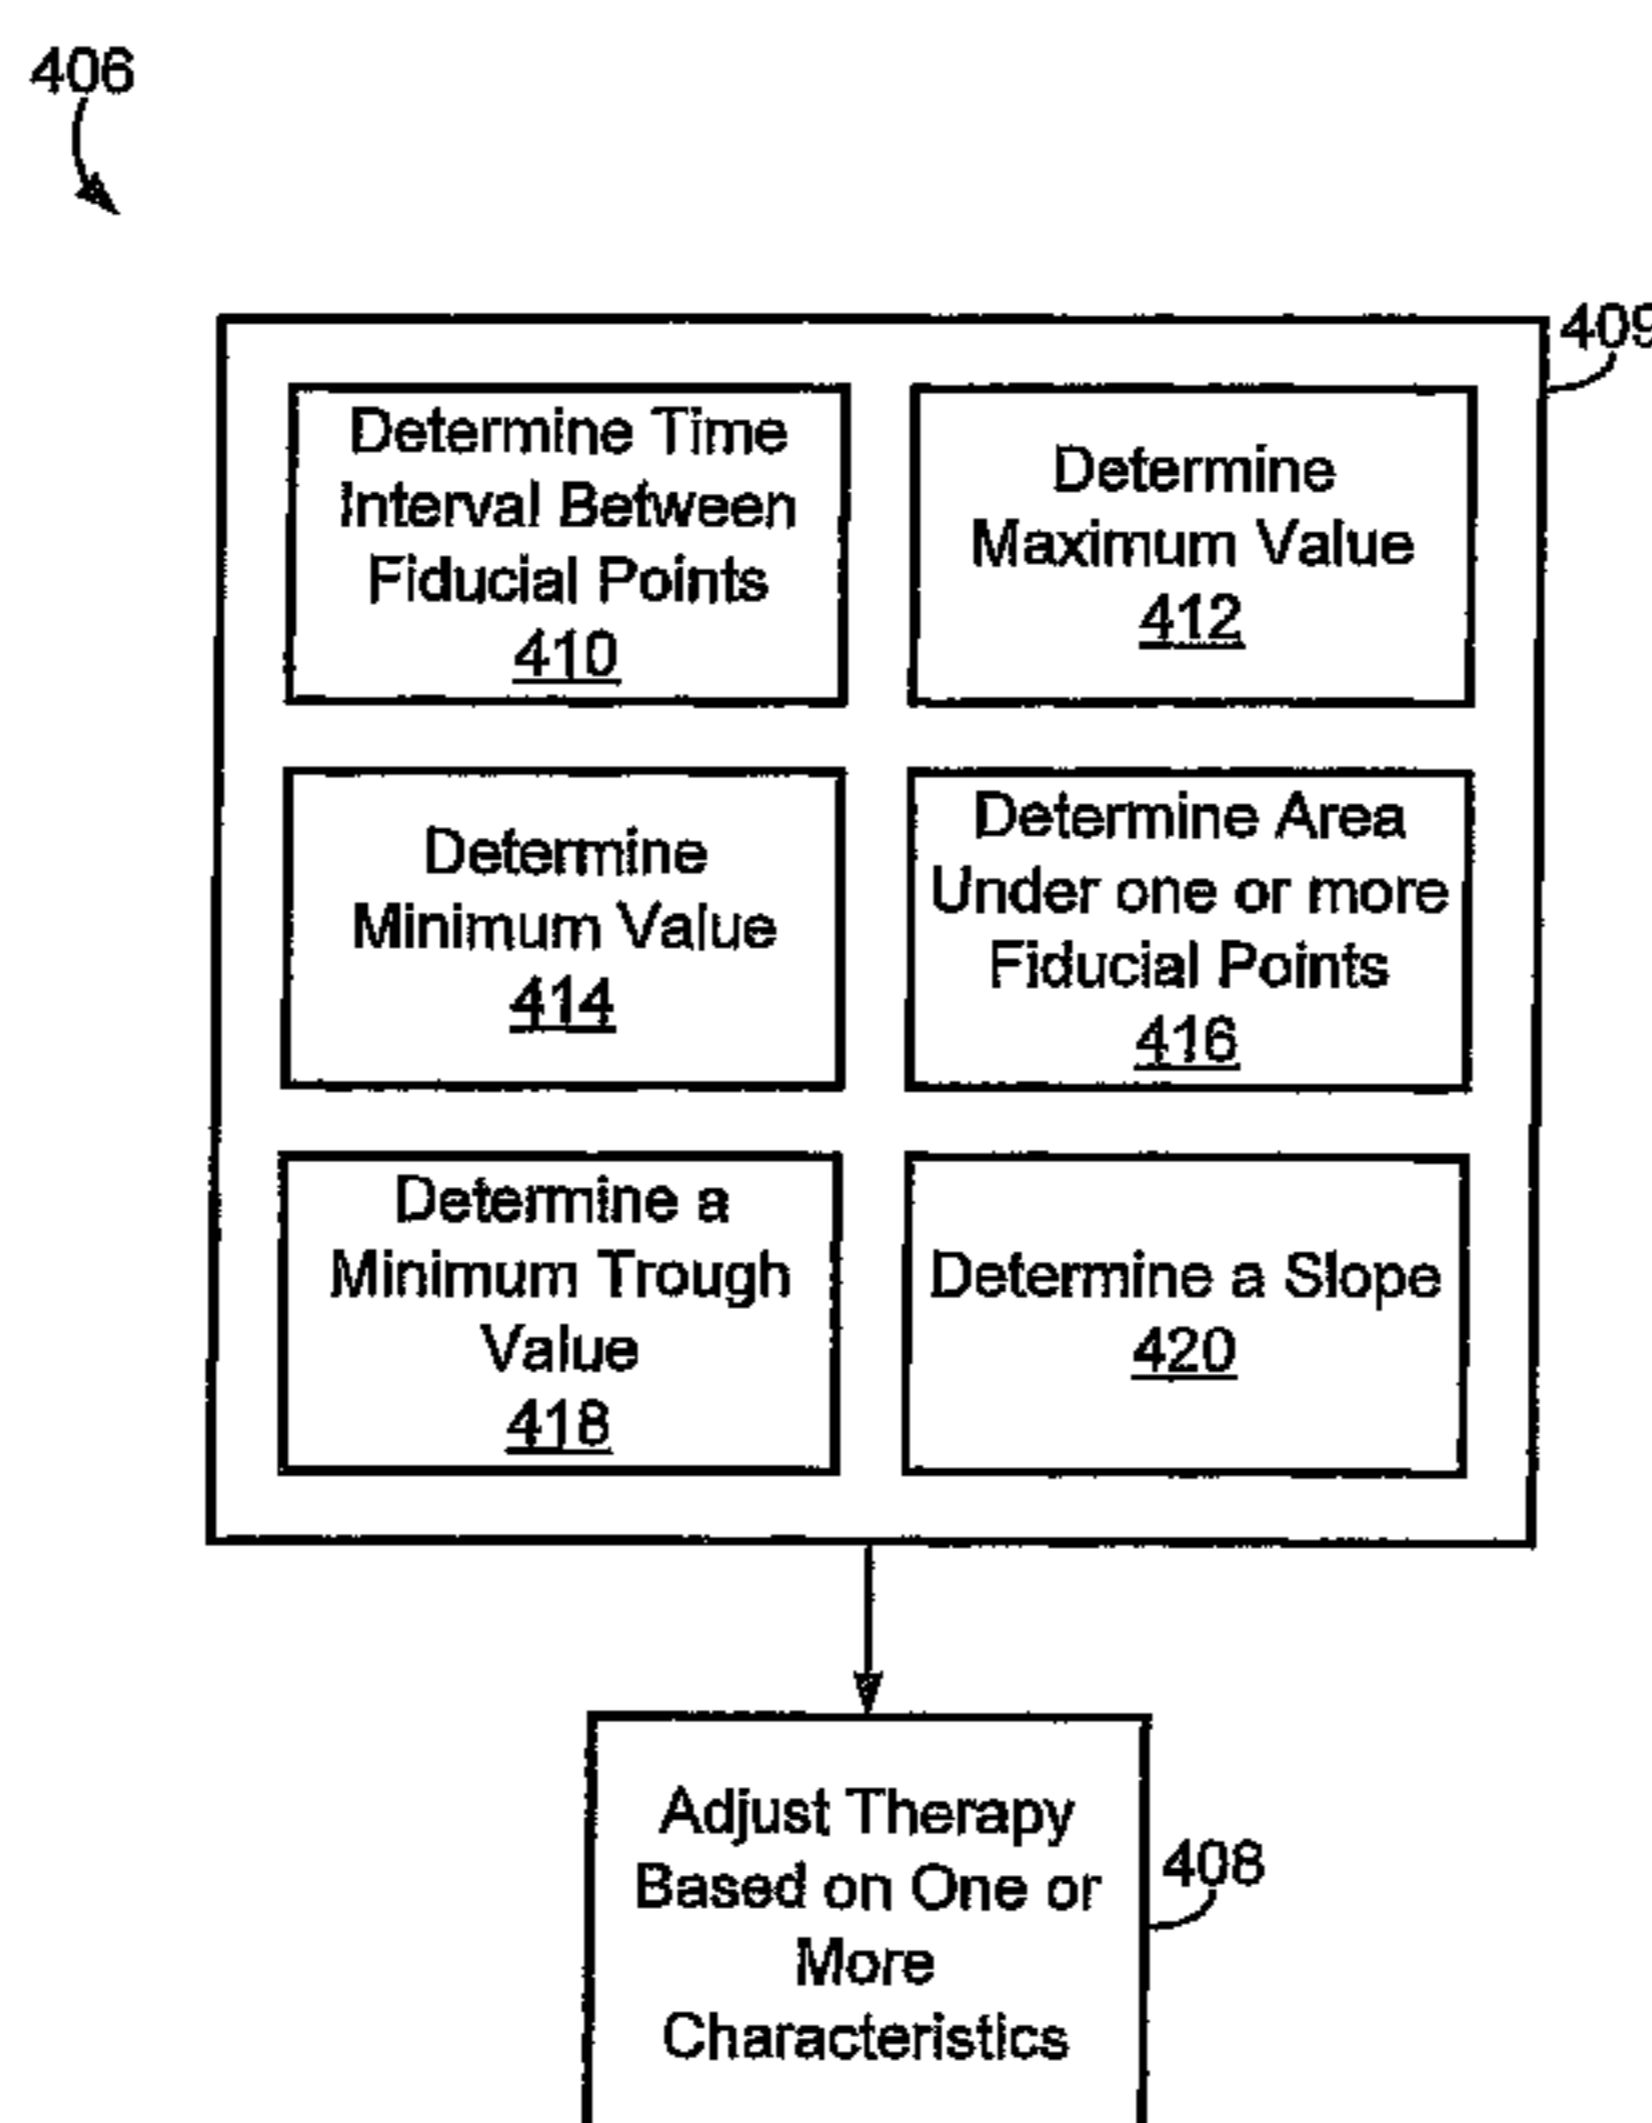 406
409
Determine Time
Interval Between
Fiducial Points
410
Determine
Maximum Value
412
Determine
Minimum Value
414
Determine Area
Under one or more
Fiducial Points
416
Determine a
Minimum Trough
Value
418
Determine a Slope
420
Adjust Therapy
Based on One or
More
Characteristics
408